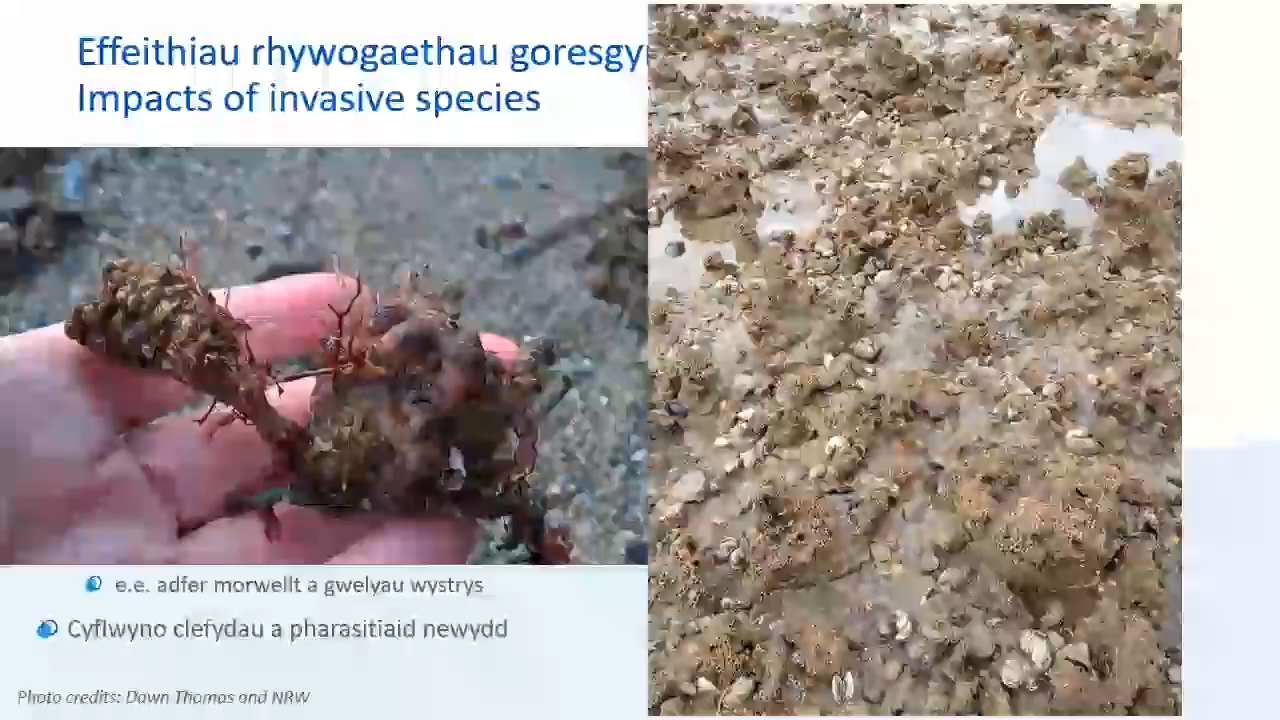 Effeithiau rhywogaethau
Impacts of invasive species
e.e. adfer morwellt a gwelyau wystrys
Cyflwyno clefydau a pharasitiaid newydd
Photo credits: Dawn Thomas and NRW